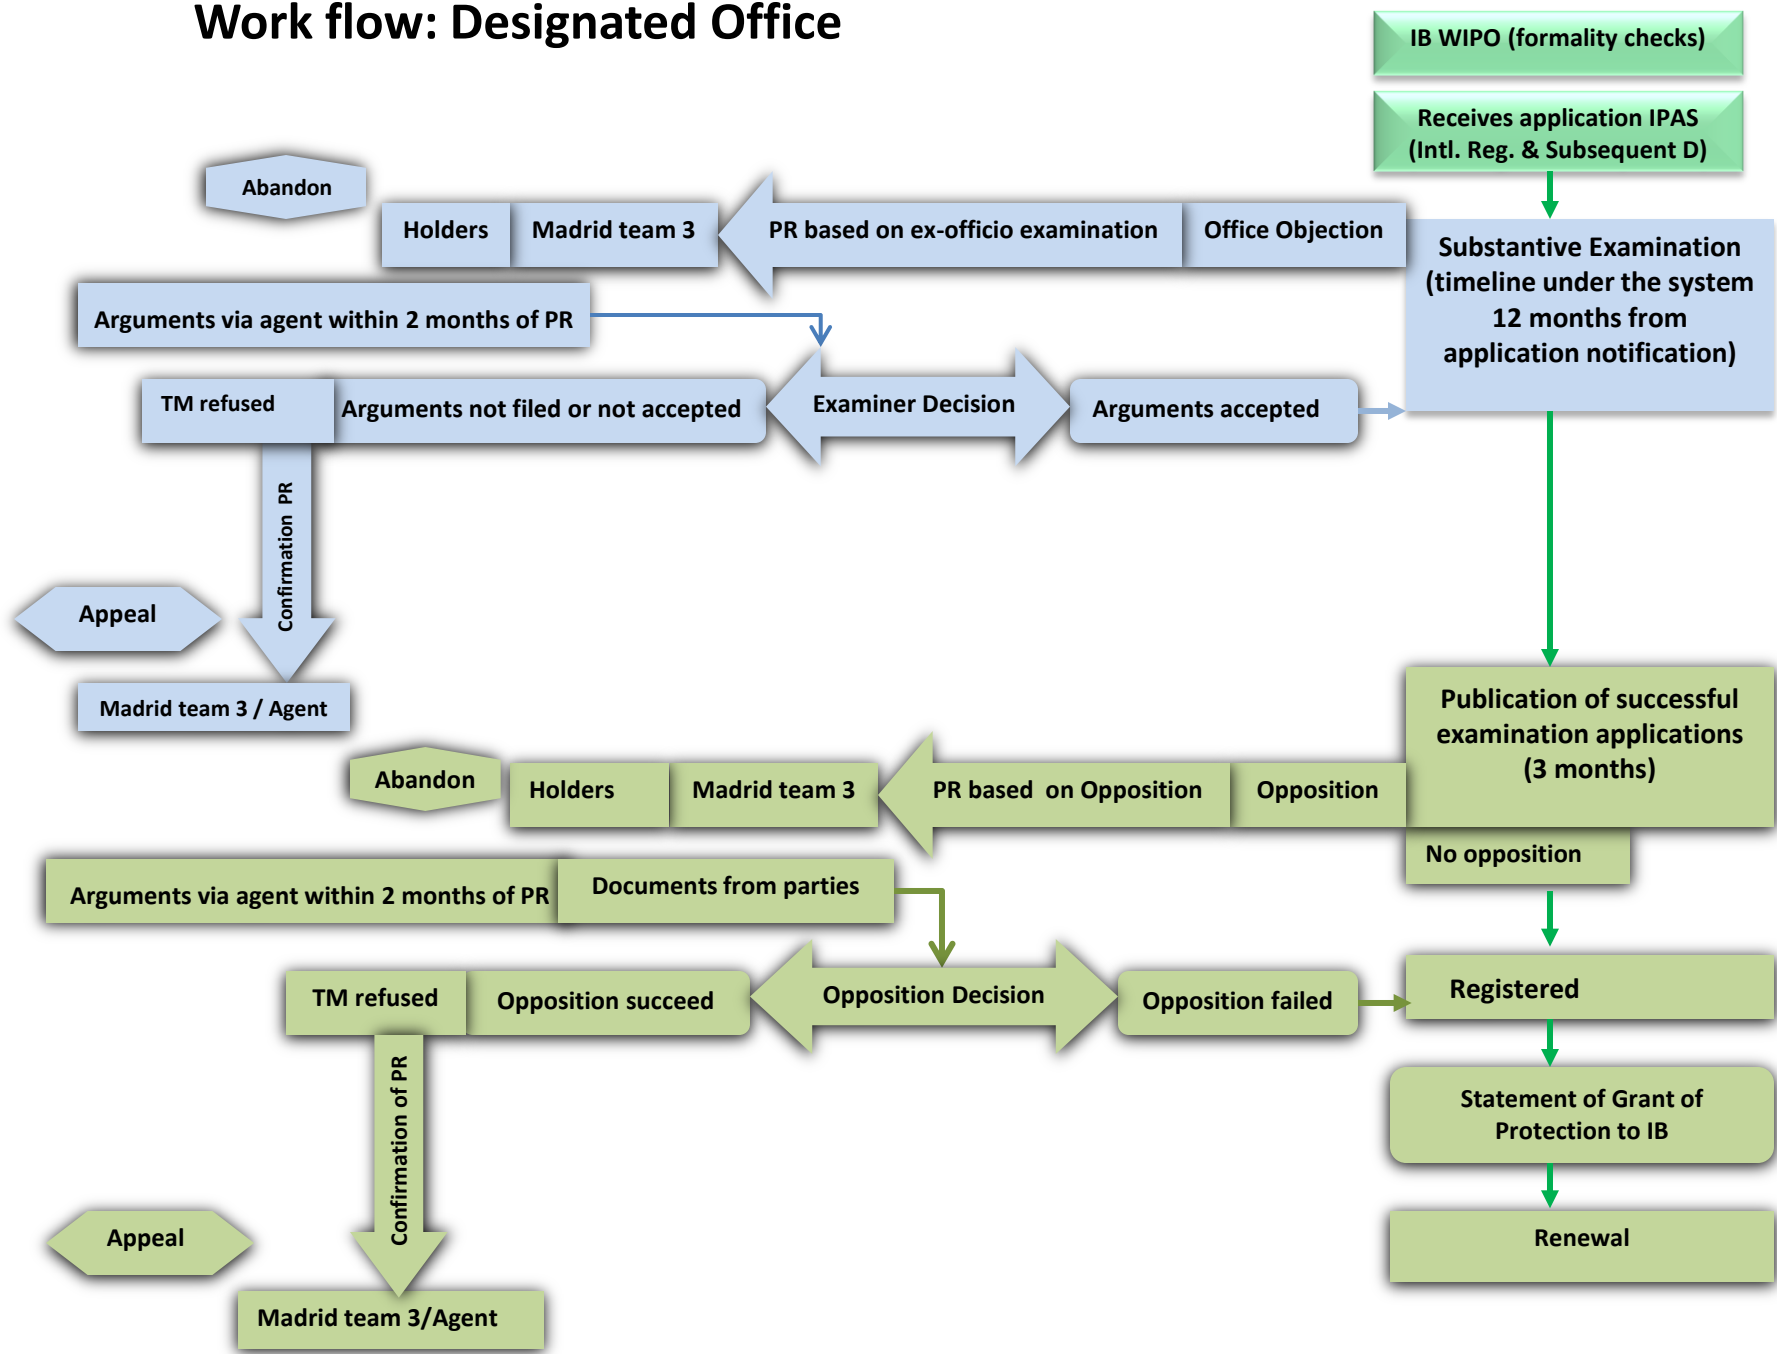 Work flow: Designated Office
IB WIPO (formality checks)
Receives application IPAS
(Intl. Reg. & Subsequent D)
Abandon
Holders
Madrid team 3
PR based on ex-officio examination
Office Objection
Substantive Examination
(timeline under the system
12 months from
application notification)
Arguments via agent within 2 months of PR
TM refused
Arguments not filed or not accepted
Examiner Decision
Arguments accepted
Confirmation PR
Appeal
Madrid team 3 / Agent
Publication of successful
examination applications
(3 months)
Abandon
Holders
Madrid team 3
PR based on Opposition
Opposition
No opposition
Arguments via agent within 2 months of PR
Documents from parties
TM refused
Opposition succeed
Opposition Decision
Opposition failed
Registered
Confirmation of PR
Statement of Grant of
Protection to IB
Appeal
Renewal
Madrid team 3/Agent